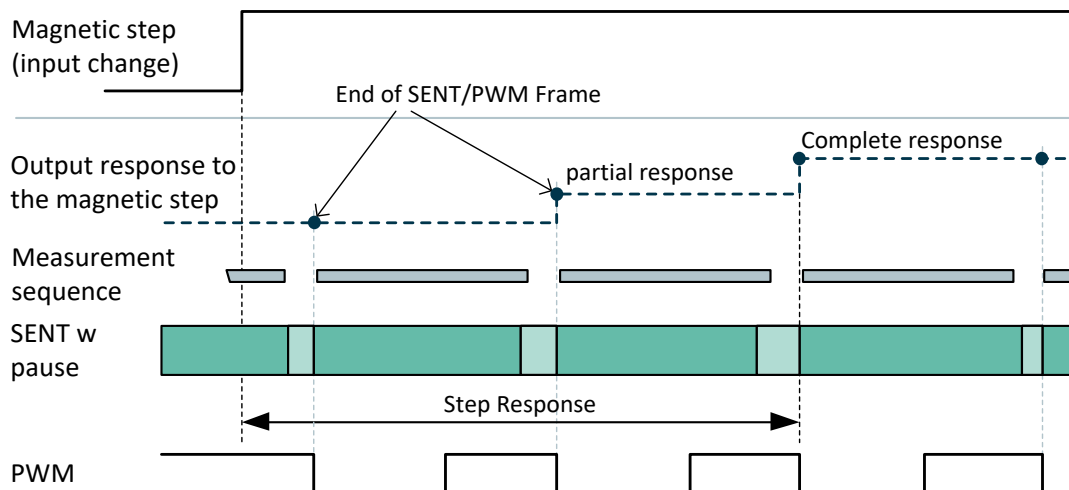 Magnetic step
(input change)
End of SENT/PWM Frame
Complete response
Output response to
the magnetic step
partial response
Measurement
sequence
SENT w
pause
Step Response
PWM